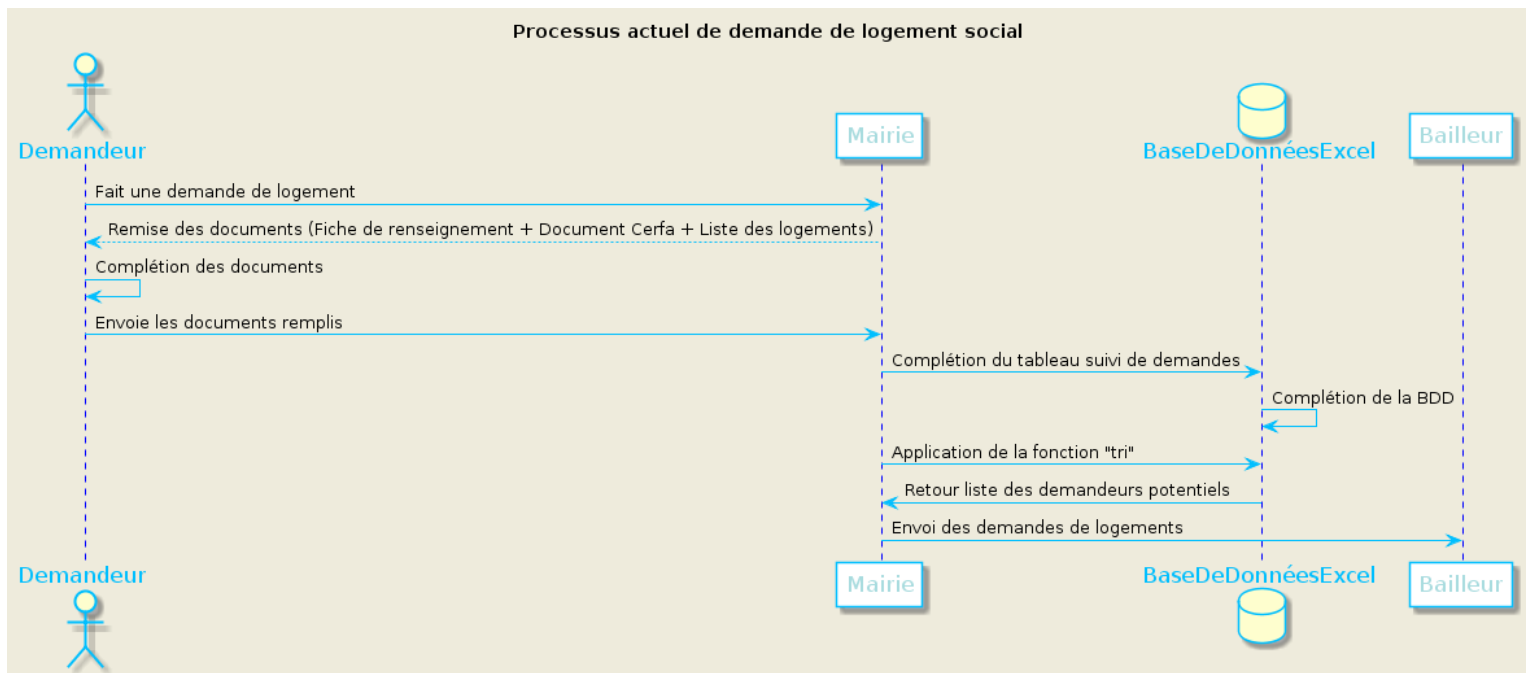 Processus actuel de demande de logement social
Demandeur
Mairie
BaseDeDonnéesExcel
Bailleur
Fait une demande de logement
Remise des documents (Fiche de renseignement + Document Cerfa + Liste des logements)
Complétion des documents
Envoie les documents remplis
Complétion du tableau suivi de demandes
Complétion de la BDD
Application de la fonction "tri"
Retour liste des demandeurs potentiels
Envoi des demandes de logements
Demandeur
Mairie
BaseDeDonnéesExcel
Bailleur